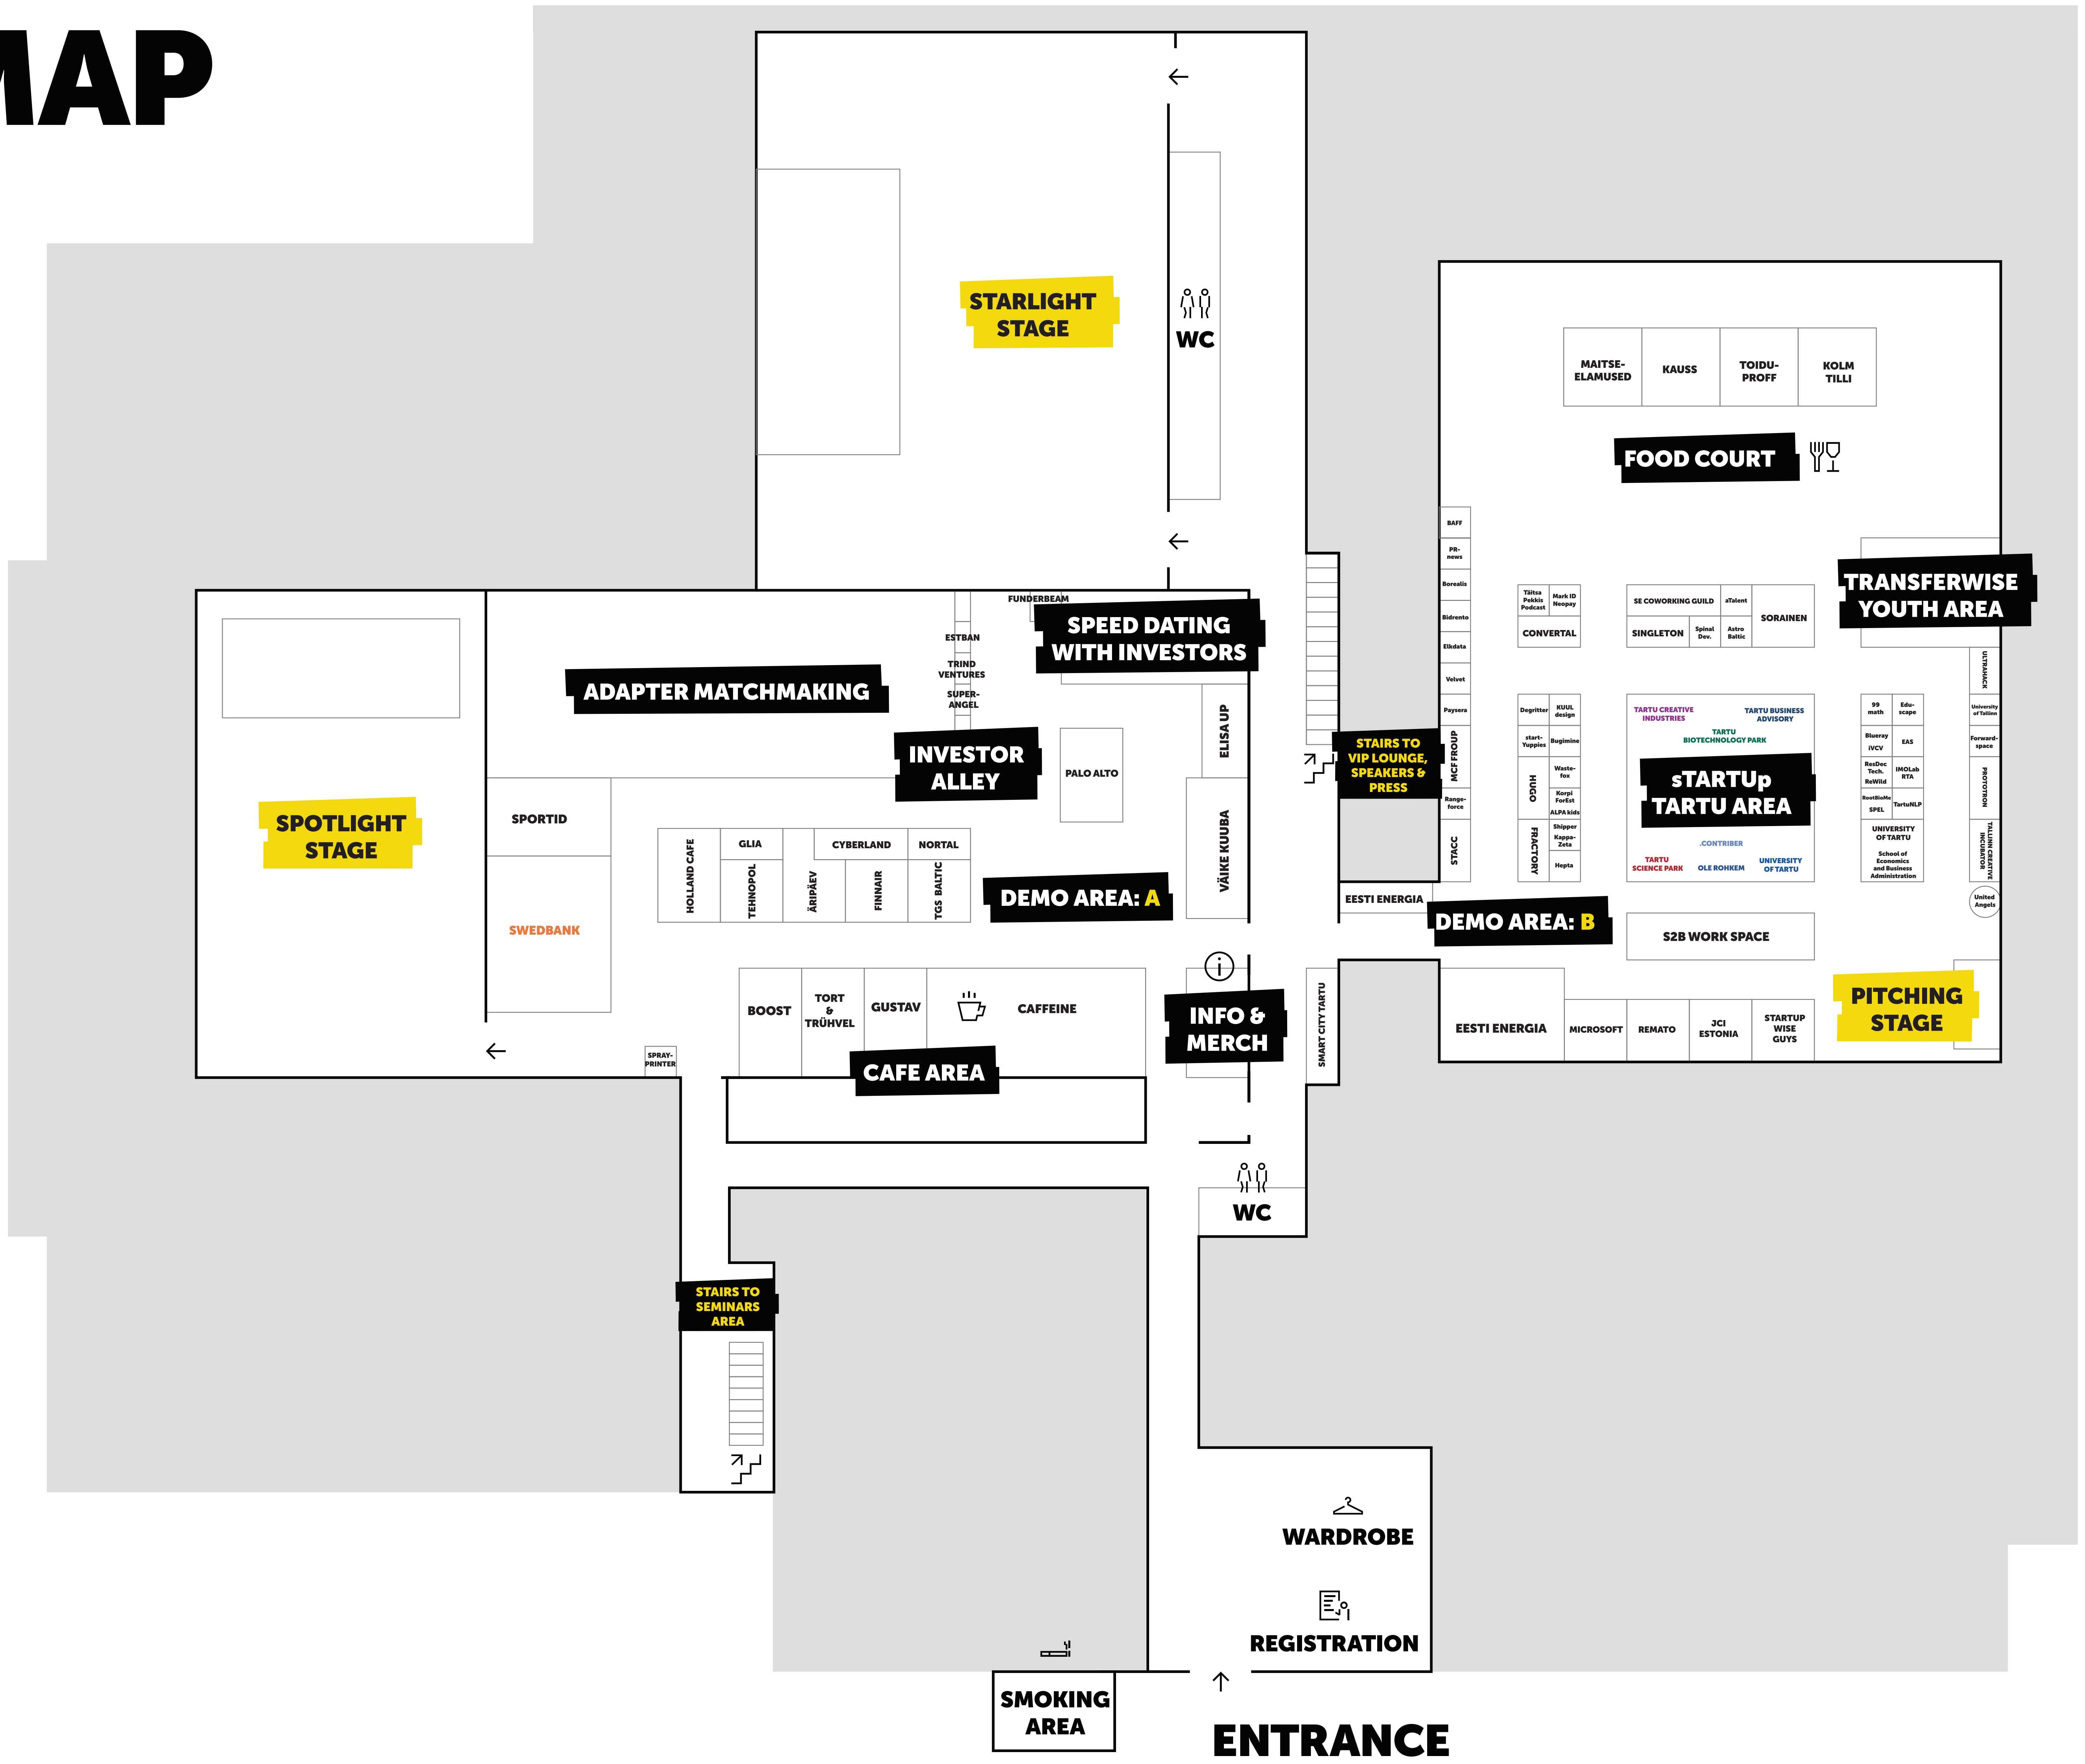 MAP
STARLIGHT
STAGE
WC
MAITSE-
ELAMUSED
KAUSS
TOIDU-
PROFF
KOLM
TILLI
FOOD COURT
BAFF
PR-
news
Borealis
Bidrento
Elkdata
Velvet
Paysera
MCF FROUP
Range-
force
STACC
Täitsa
Pekkis
Podcast
Mark ID
Neopay
CONVERTAL
SE COWORKING GUILD
aTalent
SORAINEN
SINGLETON
Spinal
Dev.
Astro
Baltic
TRANSFERWISE
YOUTH AREA
ULTRAHACK
University
of Tallinn
Forward-
space
PROTOTRON
TALLINN CREATIVE
INCUBATOR
United
Angels
Degritter
KUUL
design
start-
Yuppies
Bugimine
HUGO
Waste-
fox
Korpi
ForEst
ALPA kids
FRACTORY
Shipper
Kappa-
Zeta
Hepta
TARTU CREATIVE
INDUSTRIES
TARTU BUSINESS
ADVISORY
TARTU
BIOTECHNOLOGY PARK
sTARTUp
TARTU AREA
.CONTRIBER
TARTU
SCIENCE PARK
OLE ROHKEM
UNIVERSITY
OF TARTU
99
math
Edu-
scape
Blueray
iVCV
EAS
ResDec
Tech.
ReWild
IMOLab
RTA
RootBioMe
SPEL
TartuNLP
UNIVERSITY
OF TARTU
School of
Economics
and Business
Administration
FUNDERBEAM
ESTBAN
TRIND
VENTURES
SUPER-
ANGEL
SPEED DATING
WITH INVESTORS
ADAPTER MATCHMAKING
INVESTOR
ALLEY
PALO ALTO
ELISA UP
VÄIKE KUUBA
STAIRS TO
VIP LOUNGE,
SPEAKERS &
PRESS
SPOTLIGHT
STAGE
SPORTID
SWEDBANK
HOLLAND CAFE
GLIA
TEHNOPOL
ÄRIPÄEV
CYBERLAND
FINNAIR
NORTAL
TGS BALTIC
DEMO AREA: A
EESTI ENERGIA
DEMO AREA: B
S2B WORK SPACE
PITCHING
STAGE
EESTI ENERGIA
MICROSOFT
REMATO
JCI
ESTONIA
STARTUP
WISE
GUYS
BOOST
TORT
&
TRÜHVEL
GUSTAV
CAFFEINE
INFO &
MERCH
SMART CITY TARTU
SPRAY-
PRINTER
CAFE AREA
WC
STAIRS TO
SEMINARS
AREA
WARDROBE
REGISTRATION
SMOKING
AREA
ENTRANCE